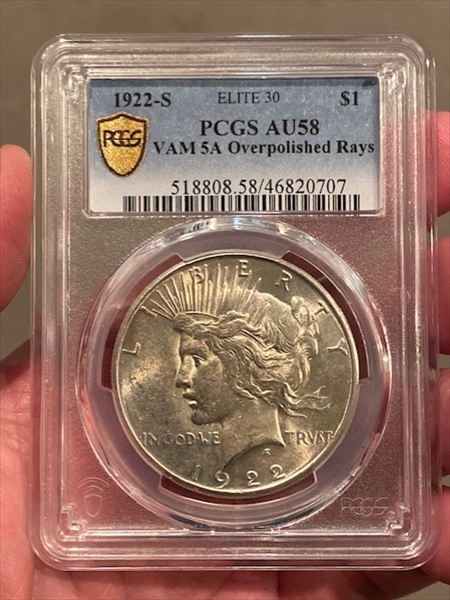 1922-S ELITE 30 $1
PCGS
PCGS AU58
VAM 5A Overpolished Rays
518808.58/46820707
LIBERTY
IN GOD WE TRVST
1922
PCGS